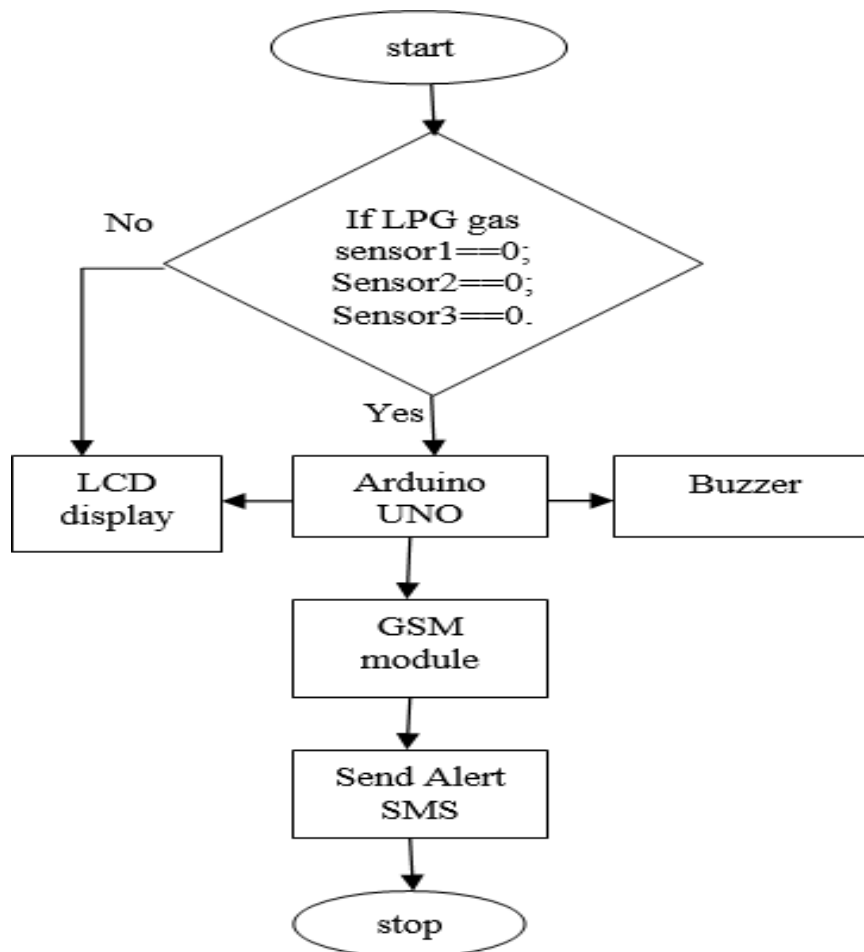 start
No
If LPG gas
sensor1==0;
Sensor2==0;
Sensor3==0.
Yes
LCD
display
Arduino
UNO
Buzzer
GSM
module
Send Alert
SMS
stop